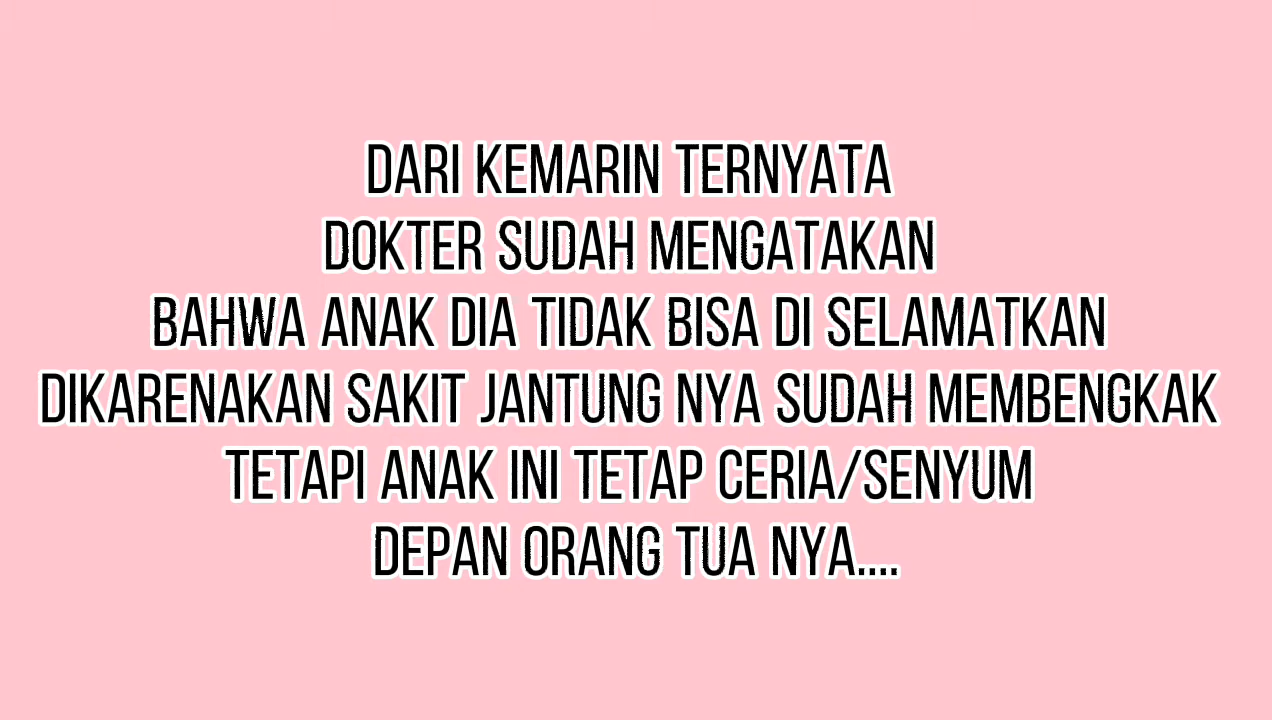 DARI KEMARIN TERNYATA
DOKTER SUDAH MENGATAKAN
BAHWA ANAK DIA TIDAK BISA DI SELAMATKAN
DIKARENAKAN SAKIT JANTUNG NYA SUDAH MEMBENGKAK
TETAPI ANAK INI TETAP CERIA/SENYUM
DEPAN ORANG TUA NYA....